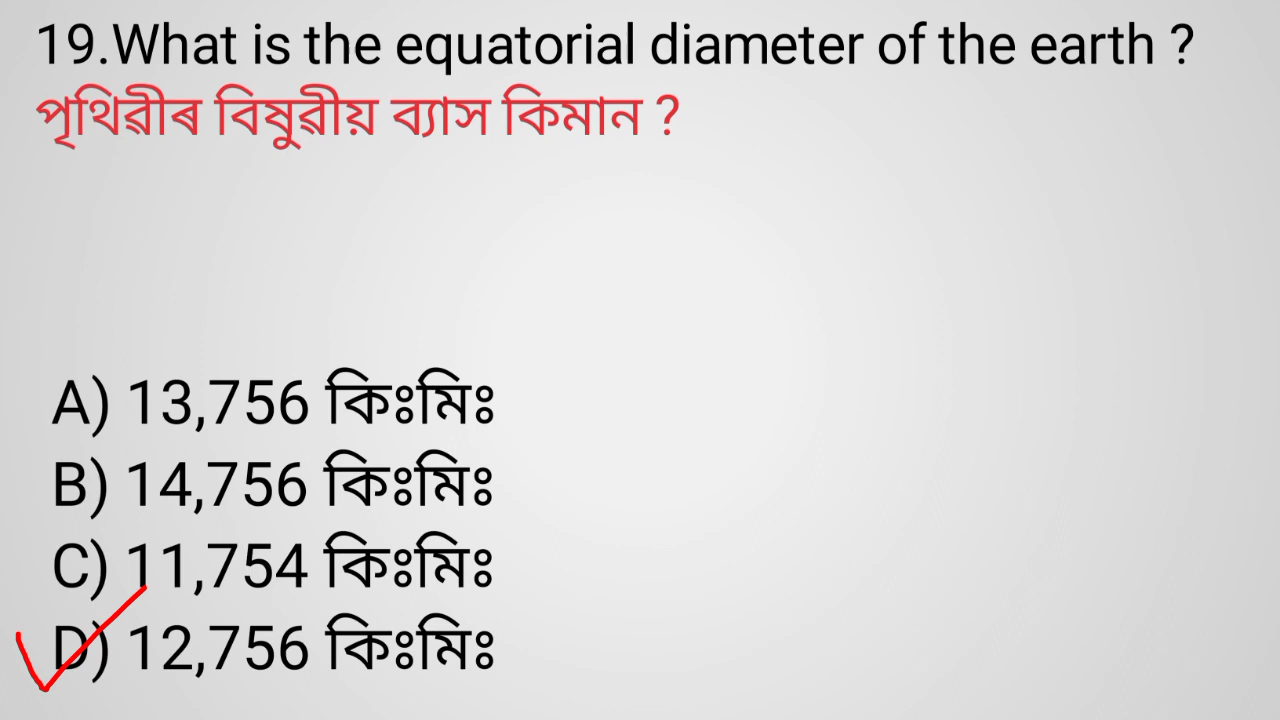 19.What is the equatorial diameter of the earth ?
পৃথিৱীৰ বিষুৱীয় ব্যাস কিমান ?
A) 13,756 কিঃমিঃ
B) 14,756 কিঃমিঃ
C) 11,754 কিঃমিঃ
D) 12,756 কিঃমিঃ